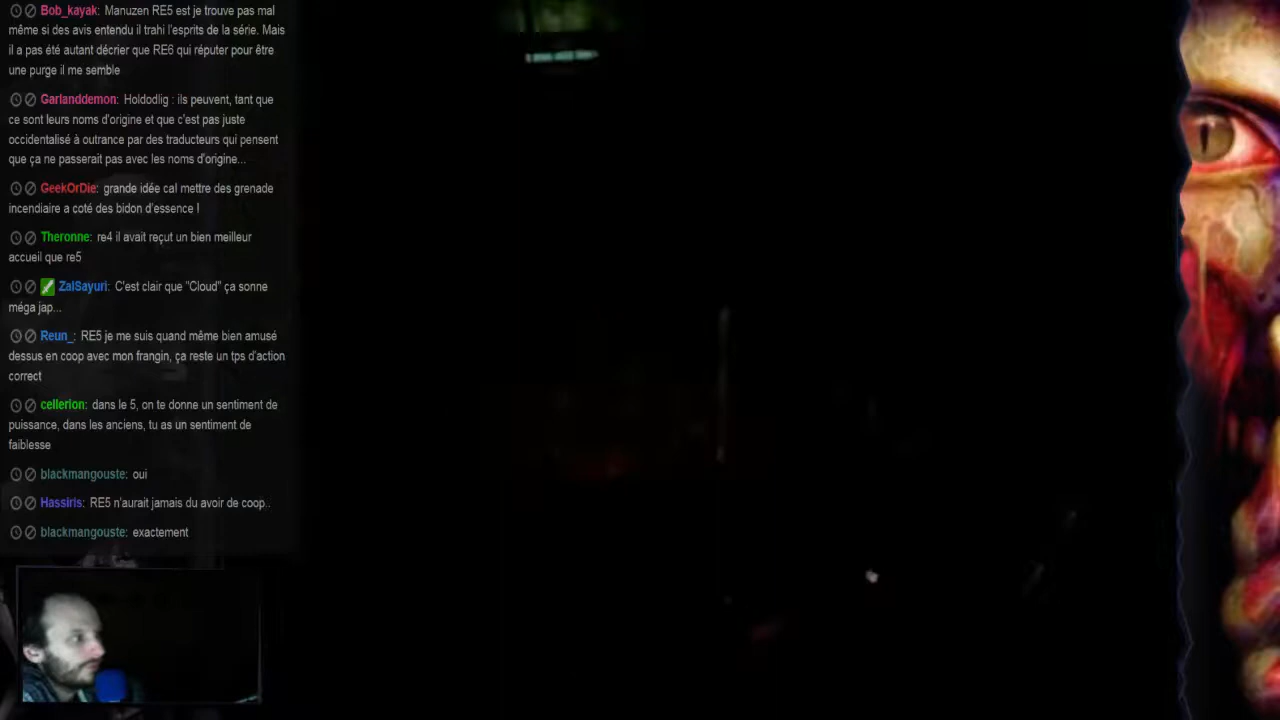 Bob_kayak: Manuzen RE5 est je trouve pas mal
même si des avis entendu il trahi l'esprits de la série. Mais
il a pas été autant décrier que RE6 qui réputer pour être
une purge il me semble
Garlanddemon: Holdodlig : ils peuvent, tant que
ce sont leurs noms d'origine et que c'est pas juste
occidentalisé à outrance par des traducteurs qui pensent
que ça ne passerait pas avec les noms d'origine...
GeekOrDie: grande idée cal mettre des grenade
incendiaire a coté des bidon d'essence !
Theronne: re4 il avait reçut un bien meilleur
accueil que re5
ZalSayuri: C'est clair que "Cloud" ça sonne
méga jap...
Reun_: RE5 je me suis quand même bien amusé
dessus en coop avec mon frangin, ça reste un tps d'action
correct
cellerion: dans le 5, on te donne un sentiment de
puissance, dans les anciens, tu as un sentiment de
faiblesse
blackmangouste: oui
Hassiris: RE5 n'aurait jamais du avoir de coop..
blackmangouste: exactement